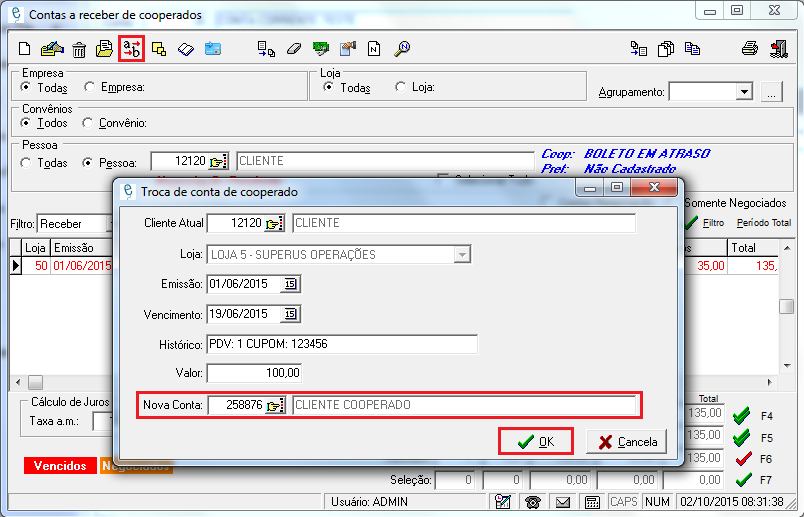 Contas a receber de cooperados
a b
Empresa
Todas Empresa:
Loja
Todas Loja:
Agrupamento:
...
Convênios
Todos Convênio:
Pessoa
Todas Pessoa: 12120 CLIENTE
Coop: BOLETO EM ATRASO
Pref: Não Cadastrado
Troca de conta de cooperado
Somente Negociados
Filtro: Receber
Filtro Período Total
Loja Emissão Total
50 01/06/2015 35,00 135,
Cliente Atual 12120 CLIENTE
Loja: LOJA 5 - SUPERUS OPERAÇÕES
Emissão: 01/06/2015 15
Vencimento: 19/06/2015 15
Histórico: PDV: 1 CUPOM: 123456
Valor: 100,00
Nova Conta: 258876 CLIENTE COOPERADO
OK Cancela
Cálculo de Juros
Taxa a.m.:
Total
135,00 F4
135,00 F5
135,00 F6
Vencidos Negociados
Seleção: 0 0 0,00 0,00 0,00 F7
Usuário: ADMIN CAPS NUM 02/10/2015 08:31:38